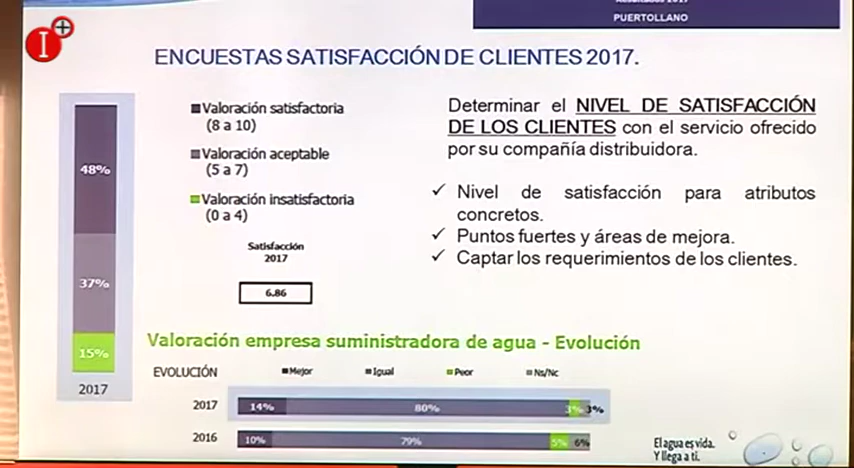 Resultados 2017
PUERTOLLANO
I
ENCUESTAS SATISFACCIÓN DE CLIENTES 2017.
48%
37%
15%
2017
Valoración satisfactoria
(8 a 10)
Valoración aceptable
(5 a 7)
Valoración insatisfactoria
(0 a 4)
Satisfacción
2017
6.86
Determinar el NIVEL DE SATISFACCIÓN
DE LOS CLIENTES con el servicio ofrecido
por su compañía distribuidora.
✓ Nivel de satisfacción para atributos
concretos.
✓ Puntos fuertes y áreas de mejora.
✓ Captar los requerimientos de los clientes.
Valoración empresa suministradora de agua - Evolución
EVOLUCIÓN Mejor Igual Peor Ns/Nc
2017 14% 80% 3% 3%
2016 10% 79% 5% 6%
El agua es vida.
Y llega a ti.